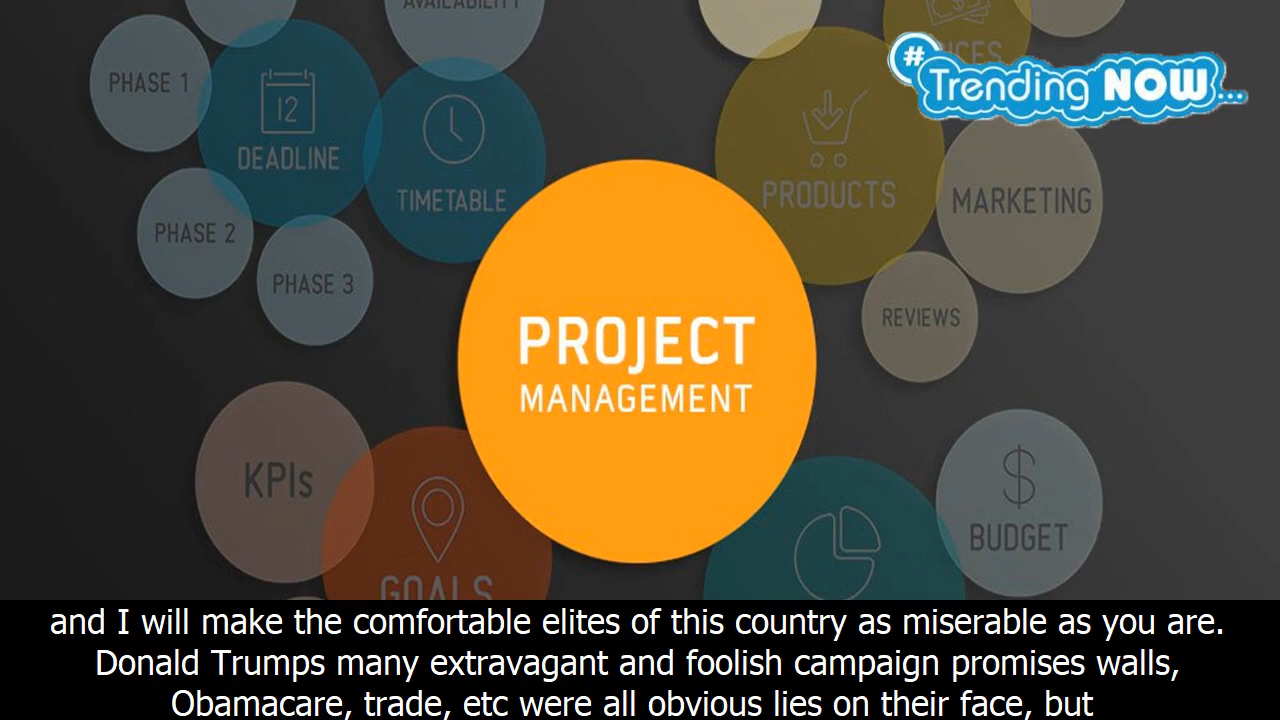 AVAILABILITY
PHASE 1
# Trending NOW...
12
DEADLINE
TIMETABLE
PRODUCTS
MARKETING
PHASE 2
PHASE 3
REVIEWS
PROJECT
MANAGEMENT
KPIs
$
BUDGET
GOALS
and I will make the comfortable elites of this country as miserable as you are.
Donald Trumps many extravagant and foolish campaign promises walls,
Obamacare, trade, etc were all obvious lies on their face, but